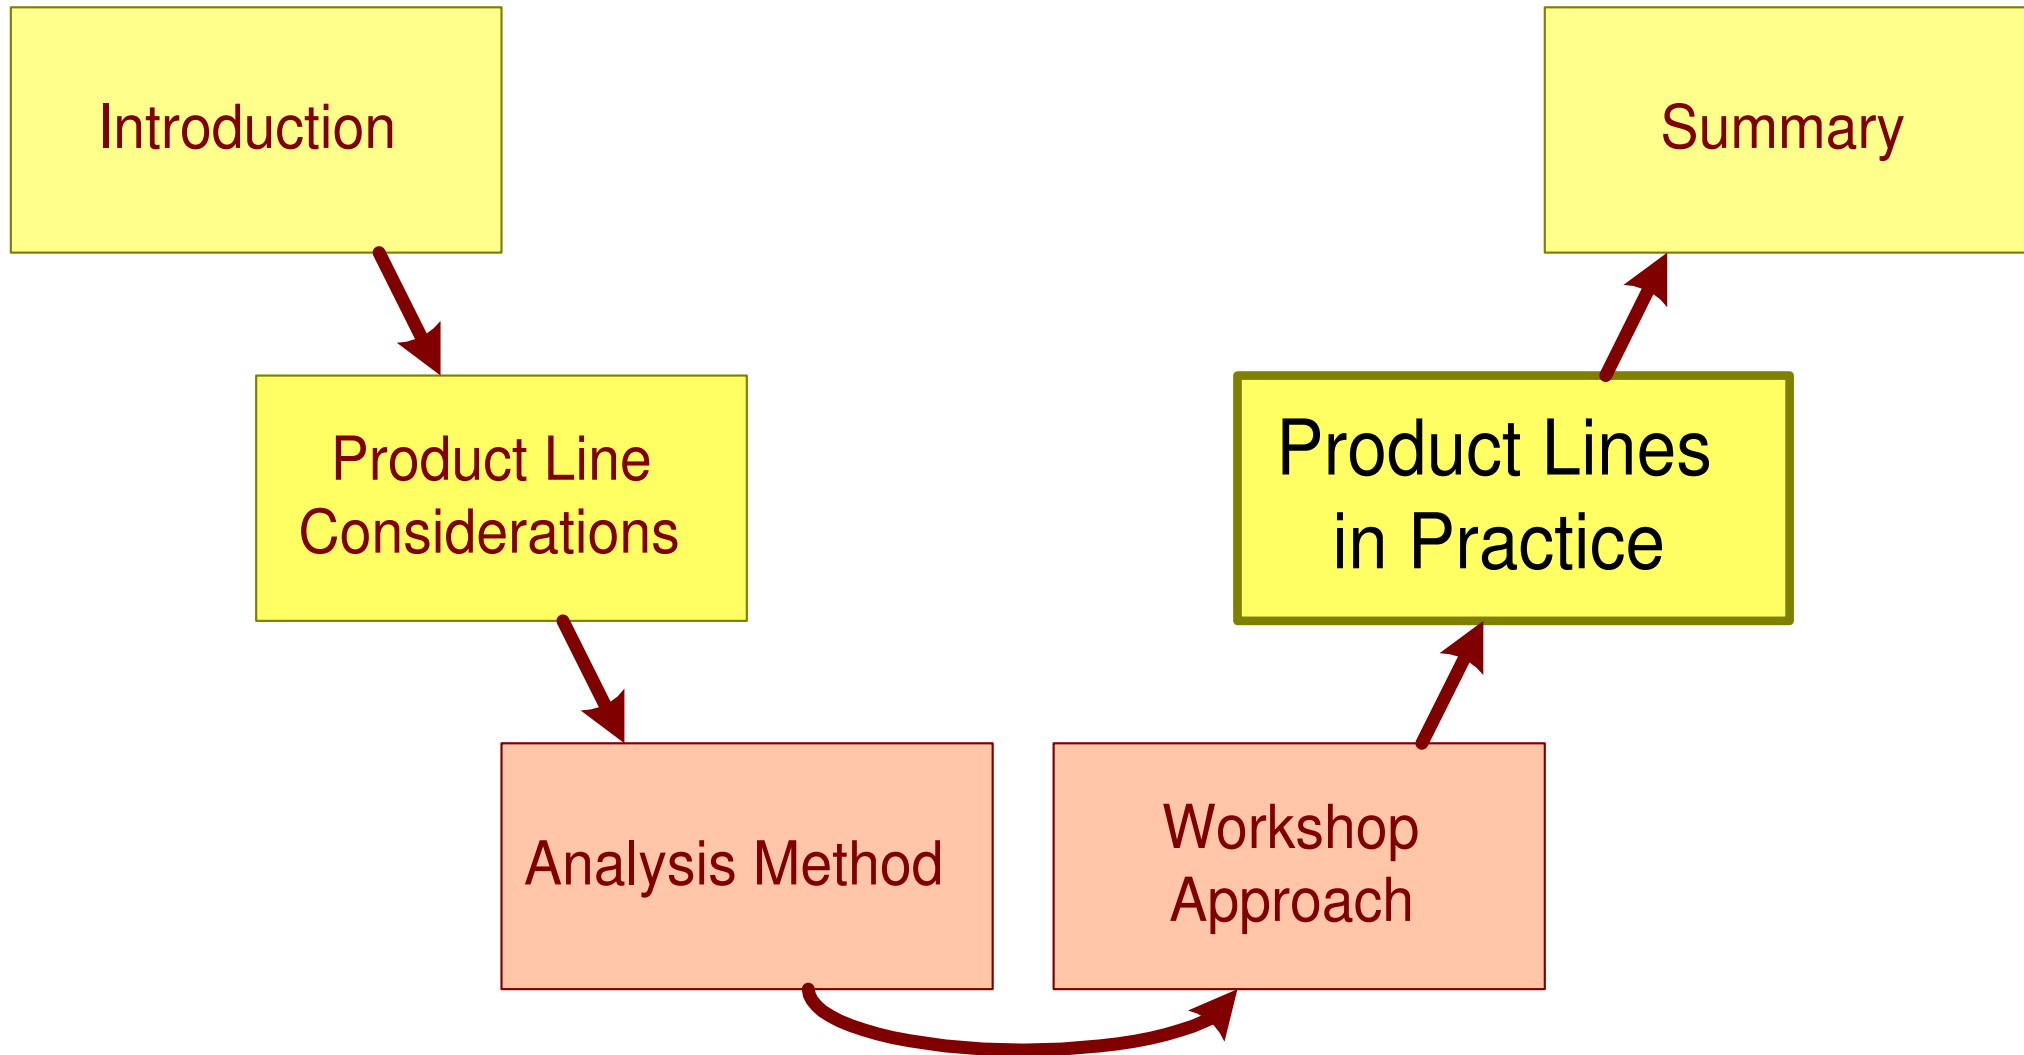 Introduction
Product Line
Considerations
Analysis Method
Workshop
Approach
Product Lines
in Practice
Summary